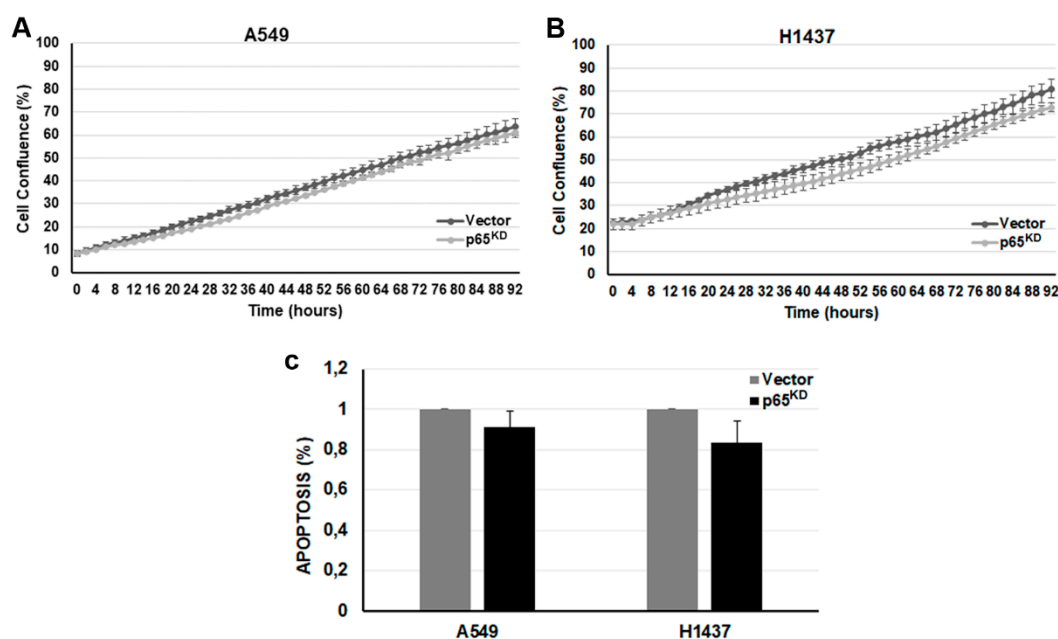 A
A549
Cell Confluence (%)
100
90
80
70
60
50
40
30
20
10
0
Vector
p65KD
0 4 8 12 16 20 24 28 32 36 40 44 48 52 56 60 64 68 72 76 80 84 88 92
Time (hours)
B
H1437
Cell Confluence (%)
100
90
80
70
60
50
40
30
20
10
0
Vector
p65KD
0 4 8 12 16 20 24 28 32 36 40 44 48 52 56 60 64 68 72 76 80 84 88 92
Time (hours)
C
APOPTOSIS (%)
1,2
1
0,8
0,6
0,4
0,2
0
Vector
p65KD
A549 H1437